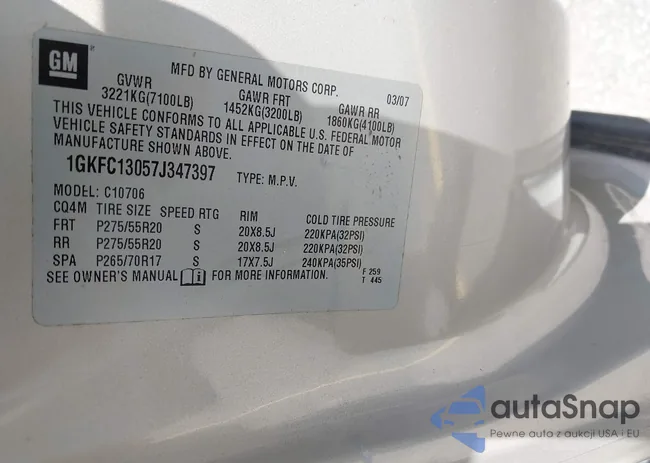 GM
MFD BY GENERAL MOTORS CORP. 03/07
GVWR GAWR FRT GAWR RR
3221KG(7100LB) 1452KG(3200LB) 1860KG(4100LB)
THIS VEHICLE CONFORMS TO ALL APPLICABLE U.S. FEDERAL MOTOR
VEHICLE SAFETY STANDARDS IN EFFECT ON THE DATE OF
MANUFACTURE SHOWN ABOVE.
1GKFC13057J347397 TYPE: M.P.V.
MODEL: C10706
CQ4M TIRE SIZE SPEED RTG RIM COLD TIRE PRESSURE
FRT P275/55R20 S 20X8.5J 220KPA(32PSI)
RR P275/55R20 S 20X8.5J 220KPA(32PSI)
SPA P265/70R17 S 17X7.5J 240KPA(35PSI)
SEE OWNER'S MANUAL FOR MORE INFORMATION.
F 259
T 445
autaSnap
Pewne auta z aukcji USA i EU